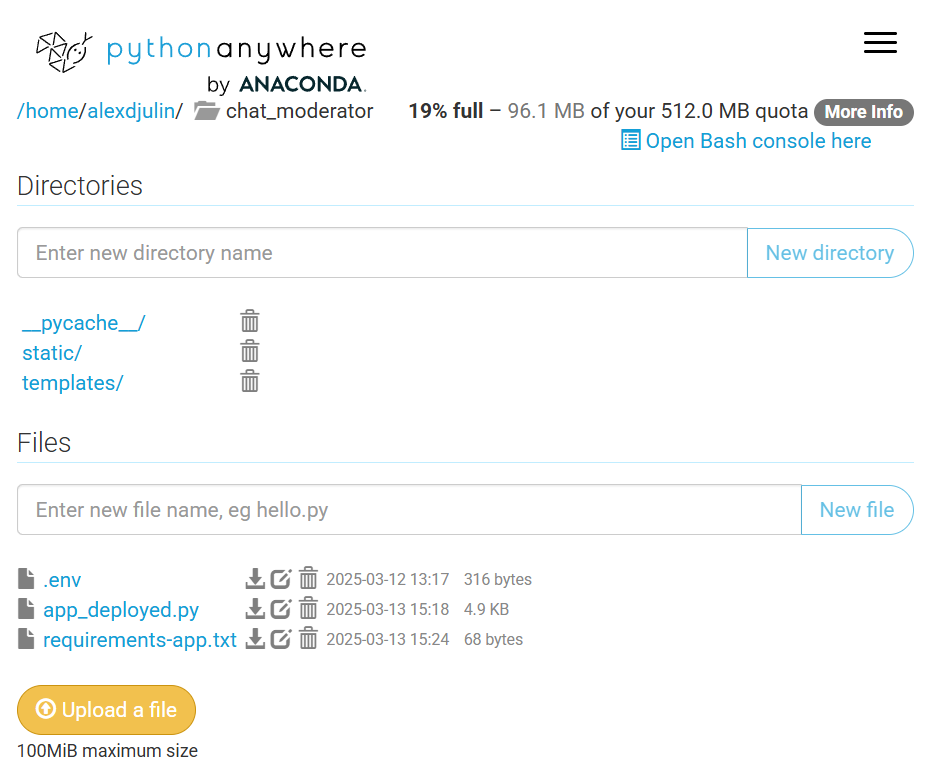 pythonanywhere
by ANACONDA.
/home/alexdjulin/ chat_moderator 19% full – 96.1 MB of your 512.0 MB quota More Info
Open Bash console here
Directories
Enter new directory name New directory
__pycache__/
static/
templates/
Files
Enter new file name, eg hello.py New file
.env 2025-03-12 13:17 316 bytes
app_deployed.py 2025-03-13 15:18 4.9 KB
requirements-app.txt 2025-03-13 15:24 68 bytes
Upload a file
100MiB maximum size